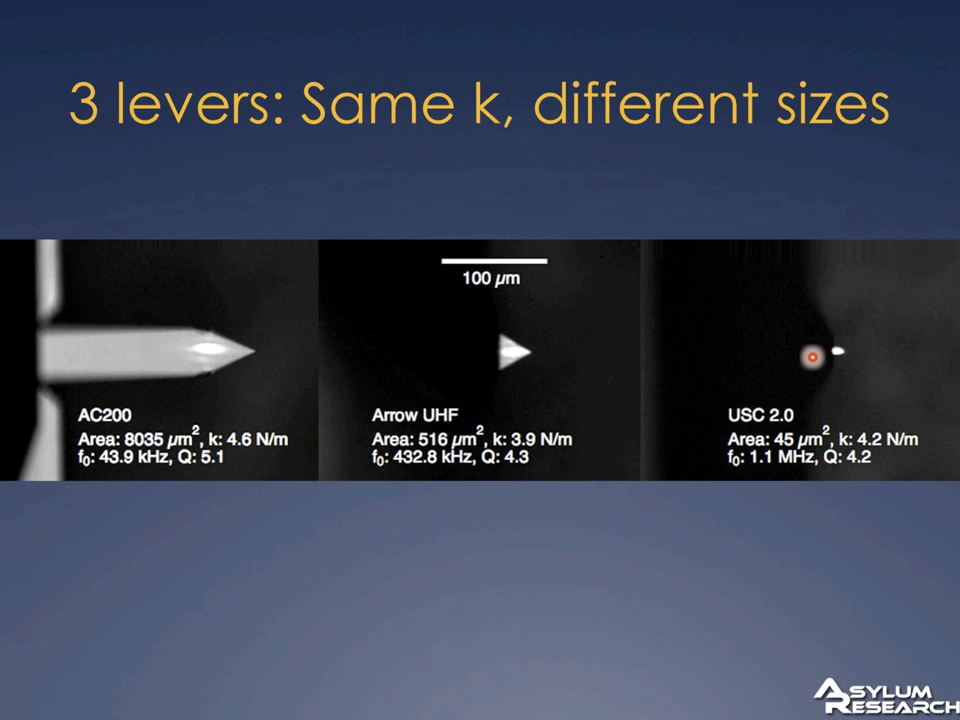 3 levers: Same k, different sizes
100 μm
AC200
Area: 8035 μm², k: 4.6 N/m
f₀: 43.9 kHz, Q: 5.1
Arrow UHF
Area: 516 μm², k: 3.9 N/m
f₀: 432.8 kHz, Q: 4.3
USC 2.0
Area: 45 μm², k: 4.2 N/m
f₀: 1.1 MHz, Q: 4.2
ASYLUM
RESEARCH